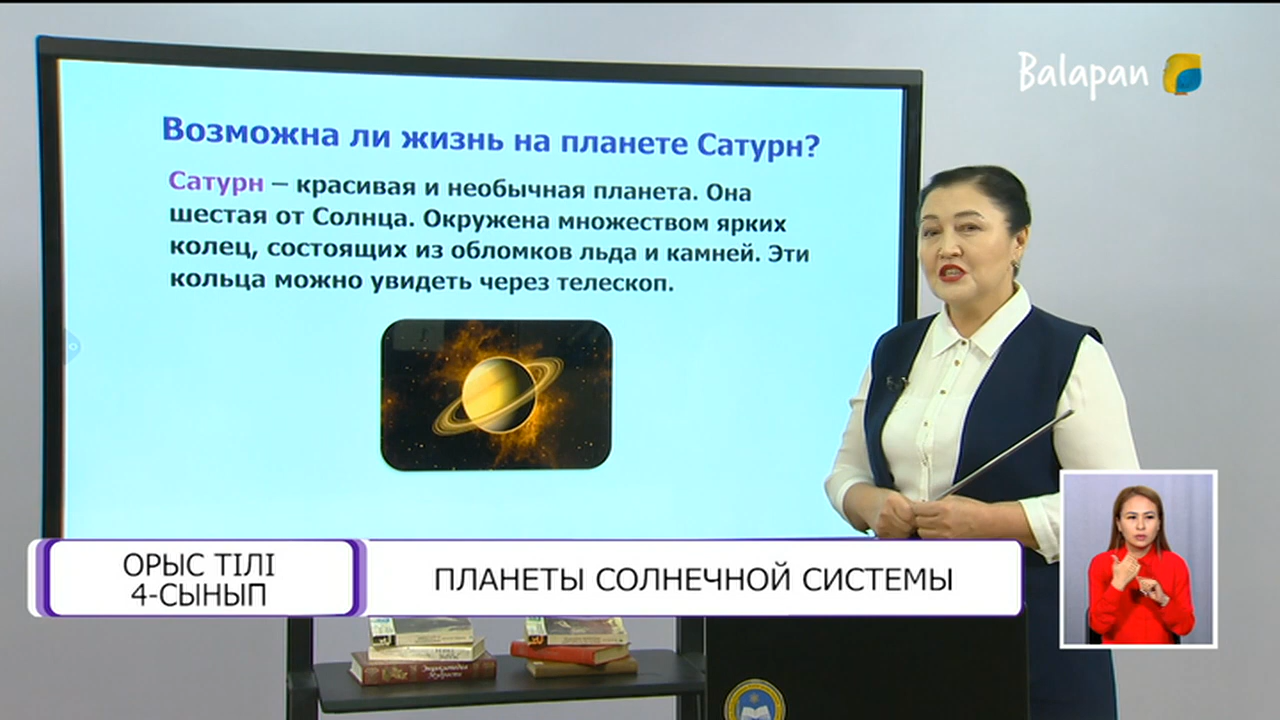 Balapan
Возможна ли жизнь на планете Сатурн?
Сатурн – красивая и необычная планета. Она
шестая от Солнца. Окружена множеством ярких
колец, состоящих из обломков льда и камней. Эти
кольца можно увидеть через телескоп.
ОРЫС ТІЛІ
4-СЫНЫП
ПЛАНЕТЫ СОЛНЕЧНОЙ СИСТЕМЫ
Энциклопедия